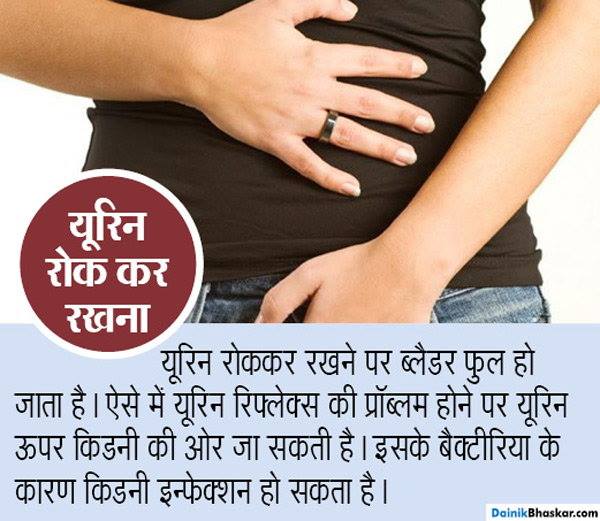 यूरिन
रोक कर
रखना
यूरिन रोककर रखने पर ब्लैडर फुल हो
जाता है। ऐसे में यूरिन रिफ्लेक्स की प्रॉब्लम होने पर यूरिन
ऊपर किडनी की ओर जा सकती है। इसके बैक्टीरिया के
कारण किडनी इन्फेक्शन हो सकता है।
DainikBhaskar.com